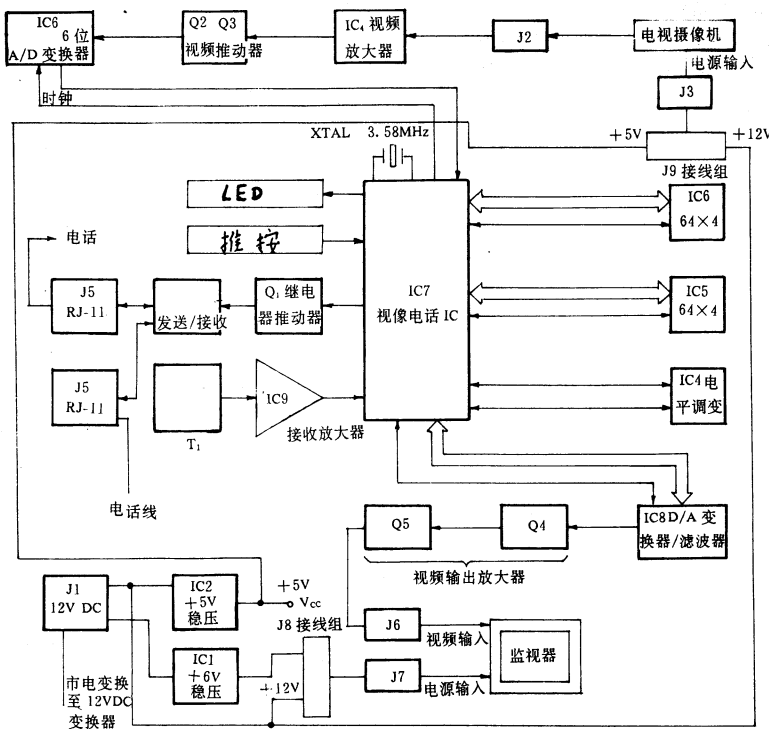 IC6
6 位
A/D 变换器
Q2 Q3
视频推动器
IC₄ 视频
放大器
J2
电视摄像机
电源输入
J3
时钟
XTAL 3.58MHz
+5V
+12V
J9 接线组
LED
推按
IC7
视像电话 IC
IC6
64×4
电话
J5
RJ-11
发送/接收
Q₁ 继电
器推动器
IC5
64×4
J5
RJ-11
T₁
IC9
接收放大器
IC4 电
平调变
电话线
Q5
Q4
IC8 D/A 变
换器/滤波器
视频输出放大器
J1
12V DC
IC2
+5V
稳压
+5V
Vcc
J8 接线组
J6
视频输入
监视器
IC1
+6V
稳压
+12V
J7
电源输入
市电变换
至 12VDC
变换器